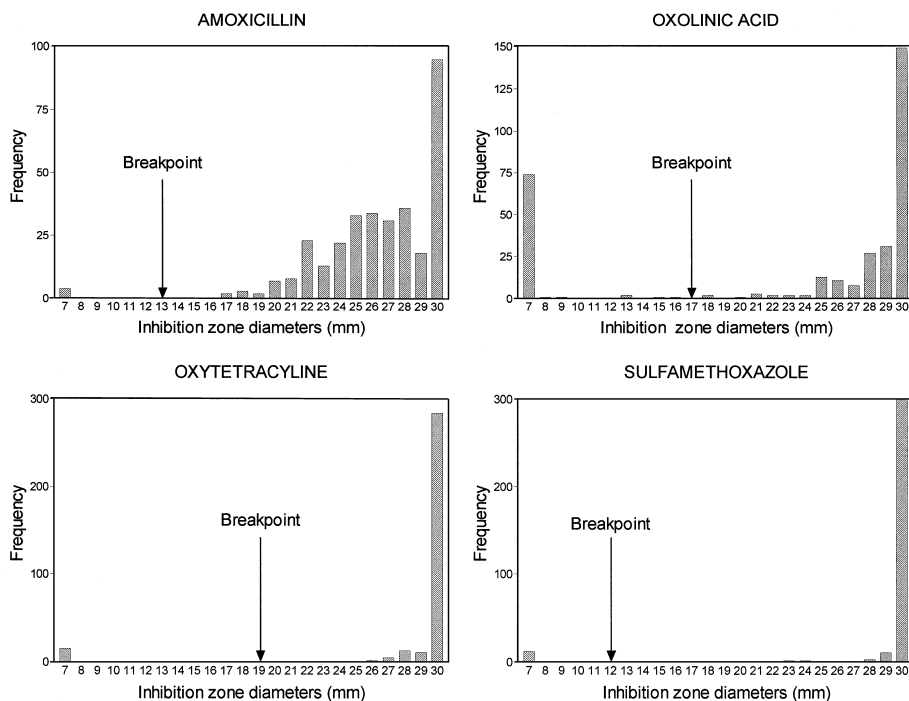 AMOXICILLIN
100
75
50
25
0
Frequency
Breakpoint
7 8 9 10 11 12 13 14 15 16 17 18 19 20 21 22 23 24 25 26 27 28 29 30
Inhibition zone diameters (mm)
OXOLINIC ACID
150
125
100
75
50
25
0
Frequency
Breakpoint
7 8 9 10 11 12 13 14 15 16 17 18 19 20 21 22 23 24 25 26 27 28 29 30
Inhibition zone diameters (mm)
OXYTETRACYLINE
300
200
100
0
Frequency
Breakpoint
7 8 9 10 11 12 13 14 15 16 17 18 19 20 21 22 23 24 25 26 27 28 29 30
Inhibition zone diameters (mm)
SULFAMETHOXAZOLE
300
200
100
0
Frequency
Breakpoint
7 8 9 10 11 12 13 14 15 16 17 18 19 20 21 22 23 24 25 26 27 28 29 30
Inhibition zone diameters (mm)